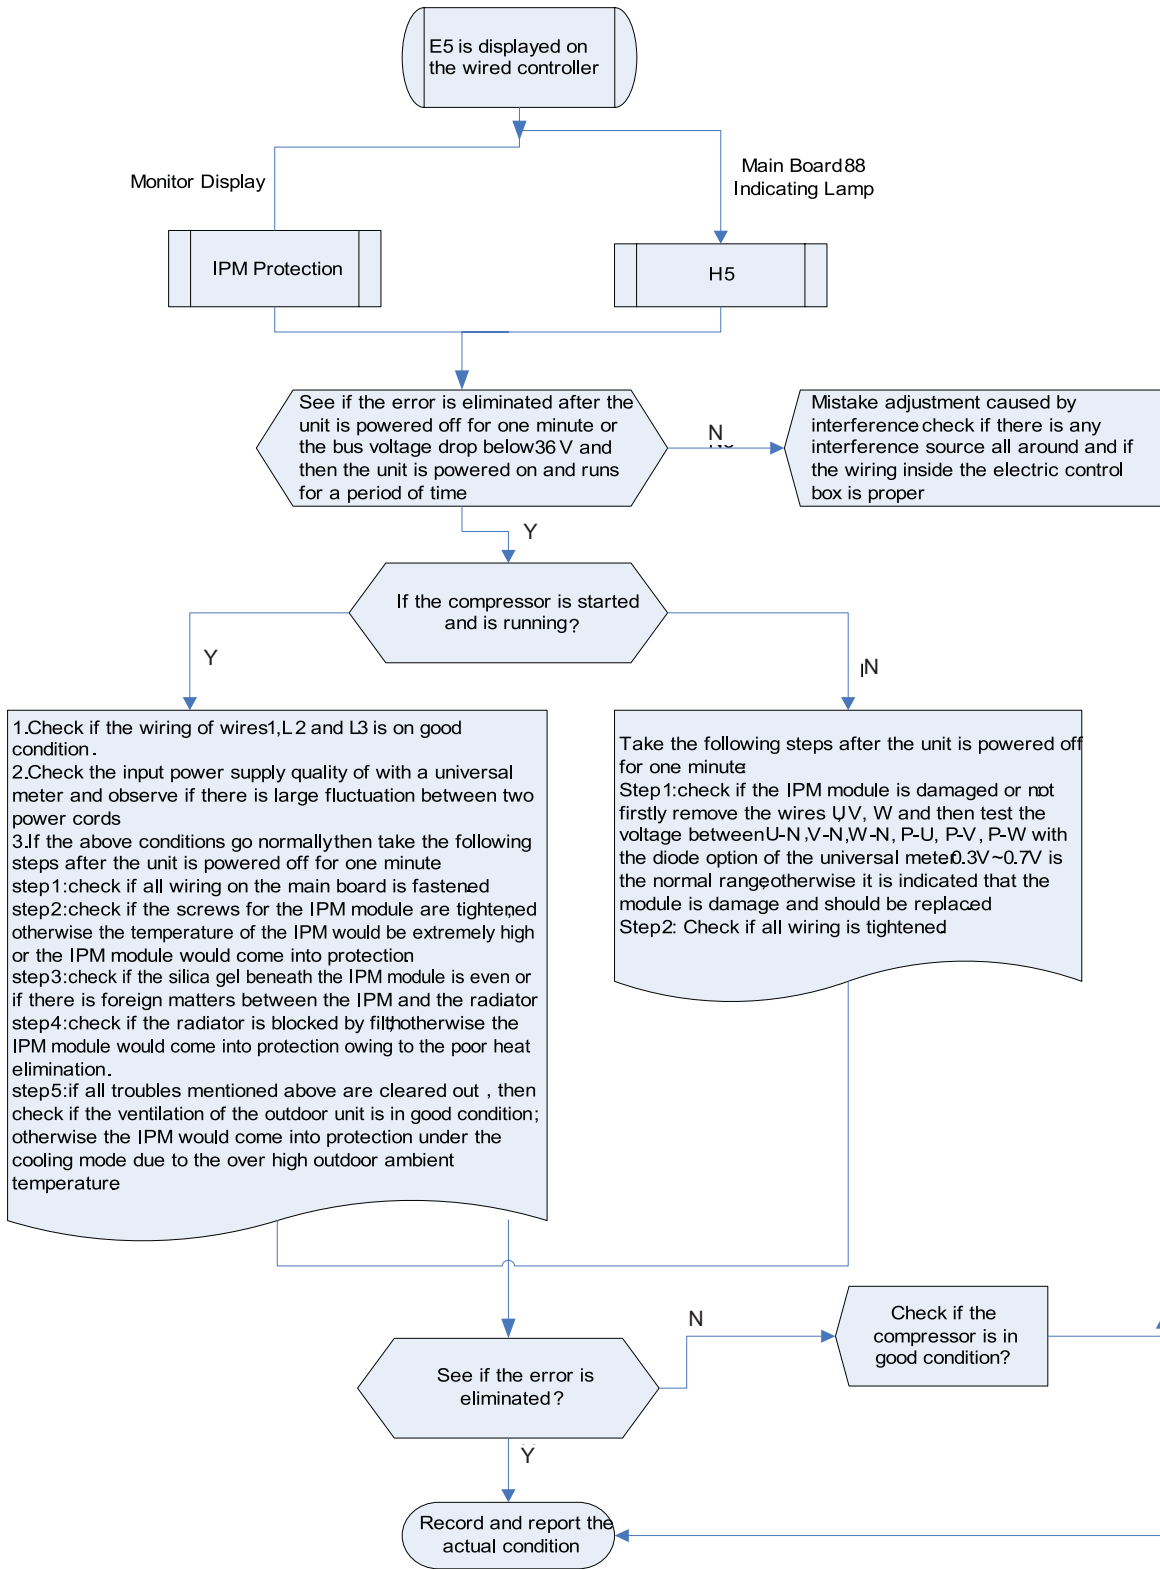 E5 is displayed on
the wired controller
Monitor Display
Main Board 88
Indicating Lamp
IPM Protection
H5
See if the error is eliminated after the
unit is powered off for one minute or
the bus voltage drop below 36 V and
then the unit is powered on and runs
for a period of time
N
Mistake adjustment caused by
interference check if there is any
interference source all around and if
the wiring inside the electric control
box is proper
Y
If the compressor is started
and is running?
Y
N
1.Check if the wiring of wires1,L2 and L3 is on good
condition.
2.Check the input power supply quality of with a universal
meter and observe if there is large fluctuation between two
power cords
3.If the above conditions go normally then take the following
steps after the unit is powered off for one minute
step1:check if all wiring on the main board is fastened
step2:check if the screws for the IPM module are tightened,
otherwise the temperature of the IPM would be extremely high
or the IPM module would come into protection
step3:check if the silica gel beneath the IPM module is even or
if there is foreign matters between the IPM and the radiator
step4:check if the radiator is blocked by filth otherwise the
IPM module would come into protection owing to the poor heat
elimination.
step5:if all troubles mentioned above are cleared out , then
check if the ventilation of the outdoor unit is in good condition;
otherwise the IPM would come into protection under the
cooling mode due to the over high outdoor ambient
temperature
Take the following steps after the unit is powered off
for one minute:
Step1:check if the IPM module is damaged or not
firstly remove the wires U,V, W and then test the
voltage between U-N,V-N,W-N, P-U, P-V, P-W with
the diode option of the universal meter.0.3V~0.7V is
the normal range;otherwise it is indicated that the
module is damage and should be replaced
Step2: Check if all wiring is tightened
N
Check if the
compressor is in
good condition?
See if the error is
eliminated?
Y
Record and report the
actual condition